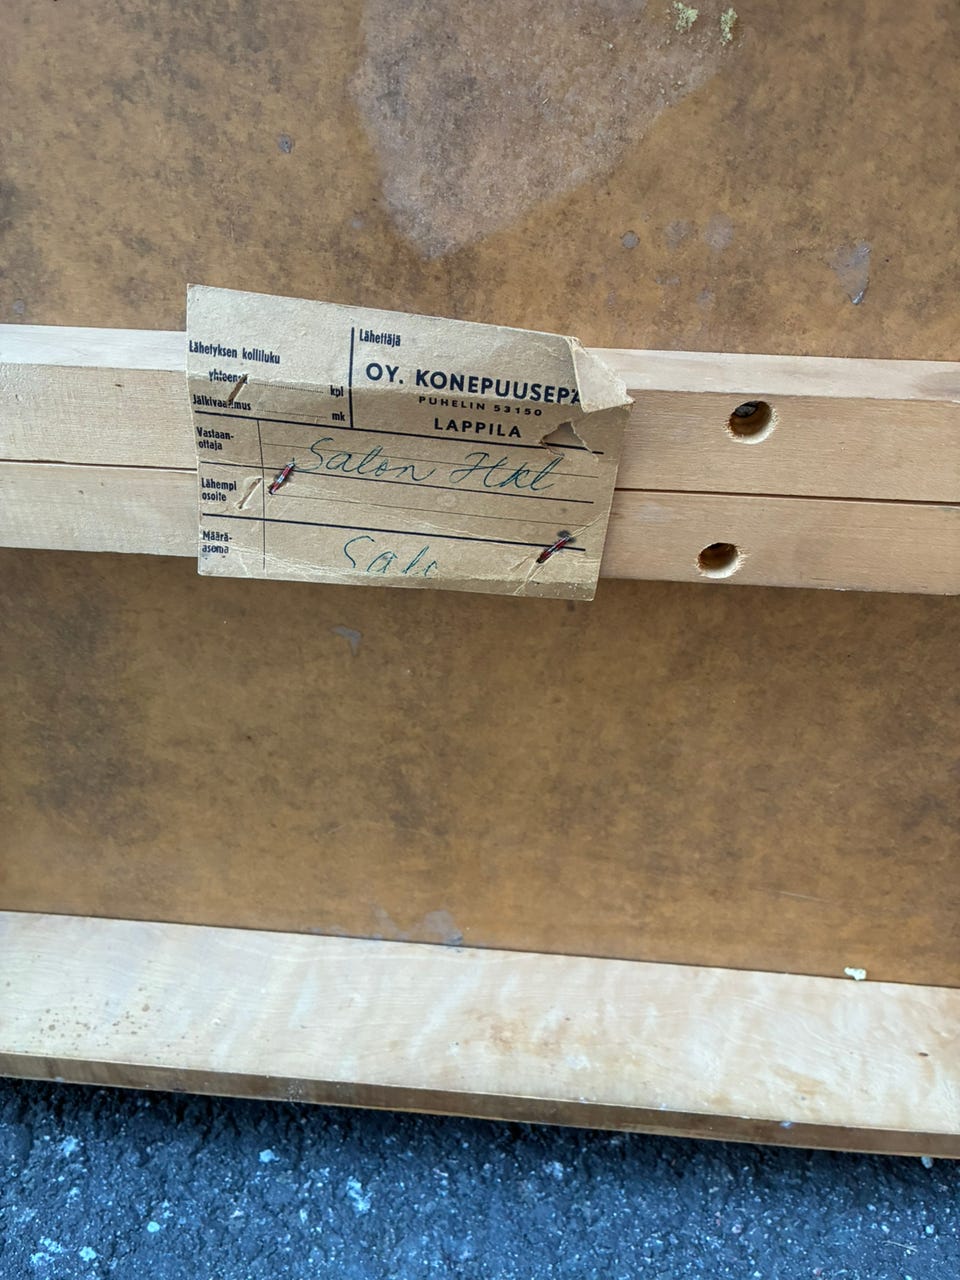 Lähetyksen kolliluku
yhteensä kpl
Jälkivaatimus mk
Lähettäjä
OY. KONEPUUSEPÄ
PUHELIN 53150
LAPPILA
Vastaan-
ottaja
Salon Hkl
Lähempi
osoite
Määrä-
asema
Salo